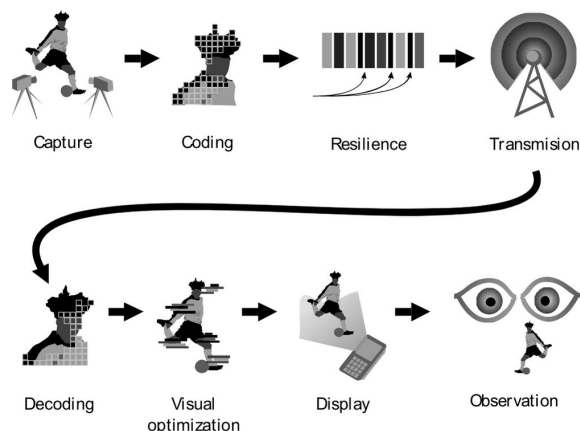 Capture
Coding
Resilience
Transmision
Decoding
Visual
optimization
Display
Observation